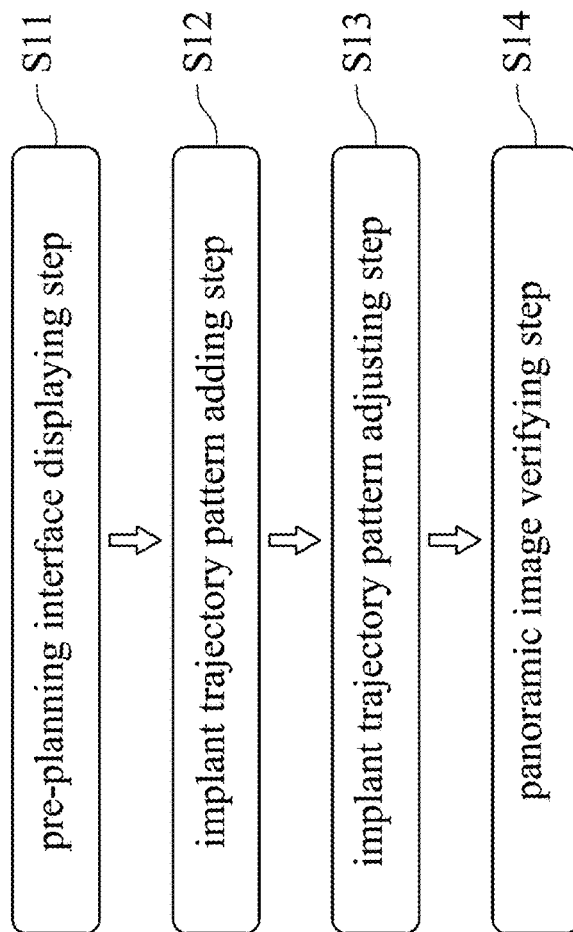 pre-planning interface displaying step
S11
implant trajectory pattern adding step
S12
implant trajectory pattern adjusting step
S13
panoramic image verifying step
S14